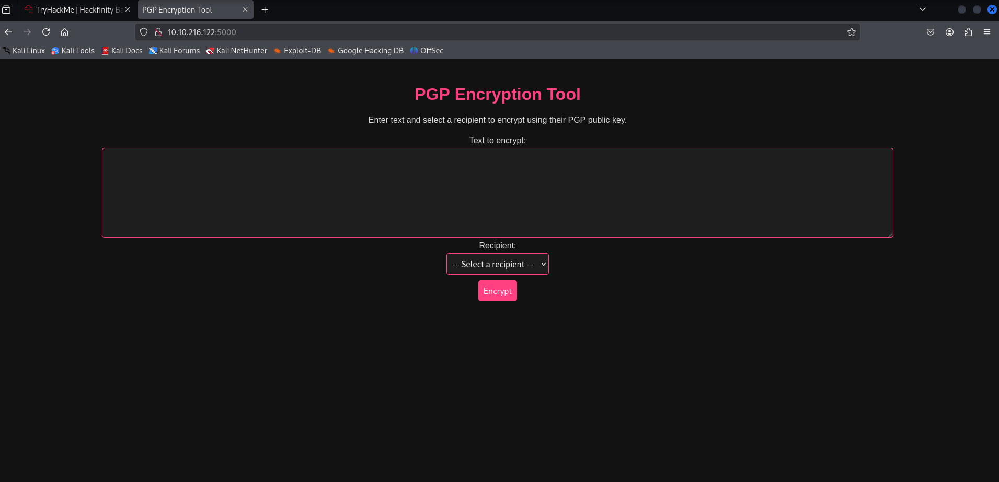 TryHackMe | Hackfinity Ba
PGP Encryption Tool
10.10.216.122:5000
Kali Linux
Kali Tools
Kali Docs
Kali Forums
Kali NetHunter
Exploit-DB
Google Hacking DB
OffSec
PGP Encryption Tool
Enter text and select a recipient to encrypt using their PGP public key.
Text to encrypt:
Recipient:
-- Select a recipient --
Encrypt